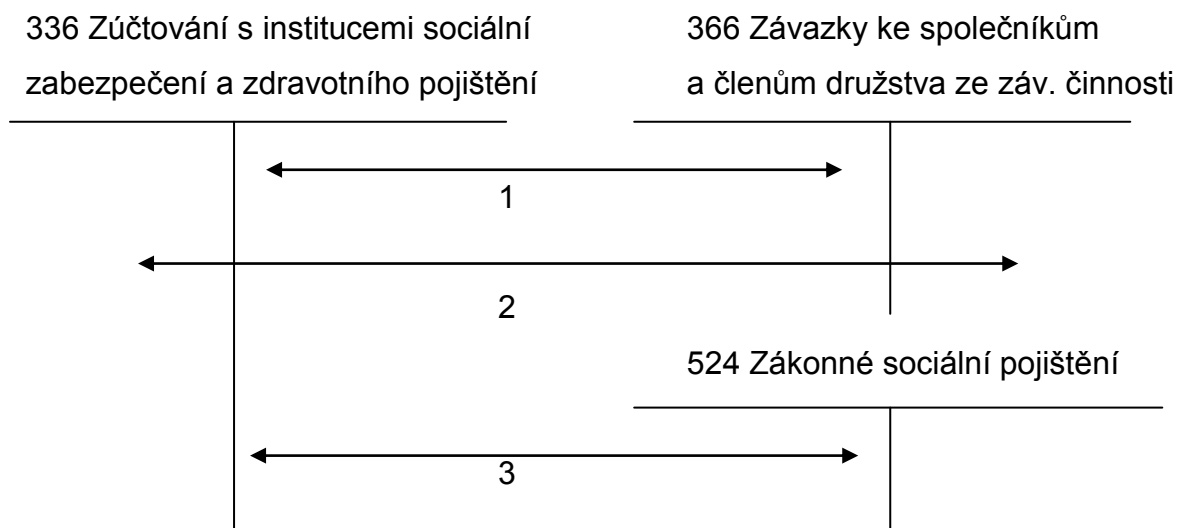 336 Zúčtování s institucemi sociální
zabezpečení a zdravotního pojištění
366 Závazky ke společníkům
a členům družstva ze záv. činnosti
1
2
524 Zákonné sociální pojištění
3